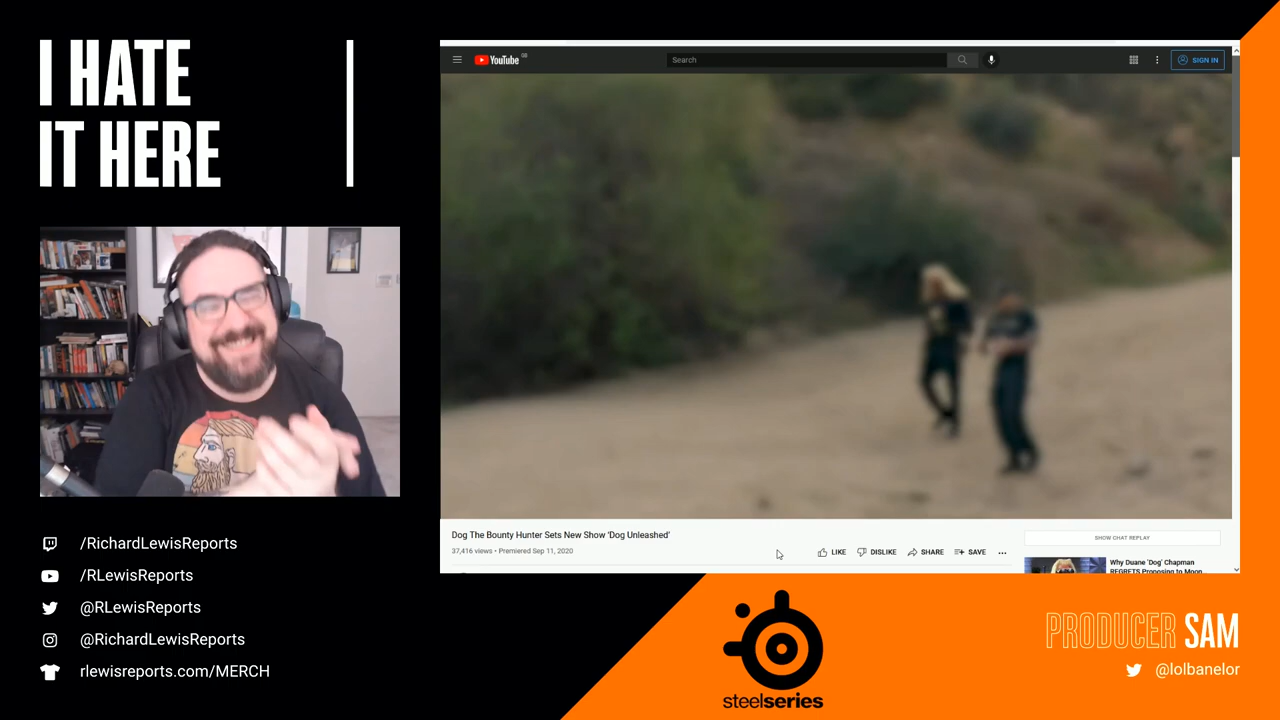 I HATE
IT HERE
YouTube GB
Search
SIGN IN
Dog The Bounty Hunter Sets New Show ‘Dog Unleashed’
37,416 views • Premiered Sep 11, 2020
LIKE
DISLIKE
SHARE
SAVE
SHOW CHAT REPLAY
Why Duane 'Dog' Chapman
REGRETS Proposing to Moon...
/RichardLewisReports
/RLewisReports
@RLewisReports
@RichardLewisReports
rlewisreports.com/MERCH
steelseries
PRODUCER SAM
@lolbanelor